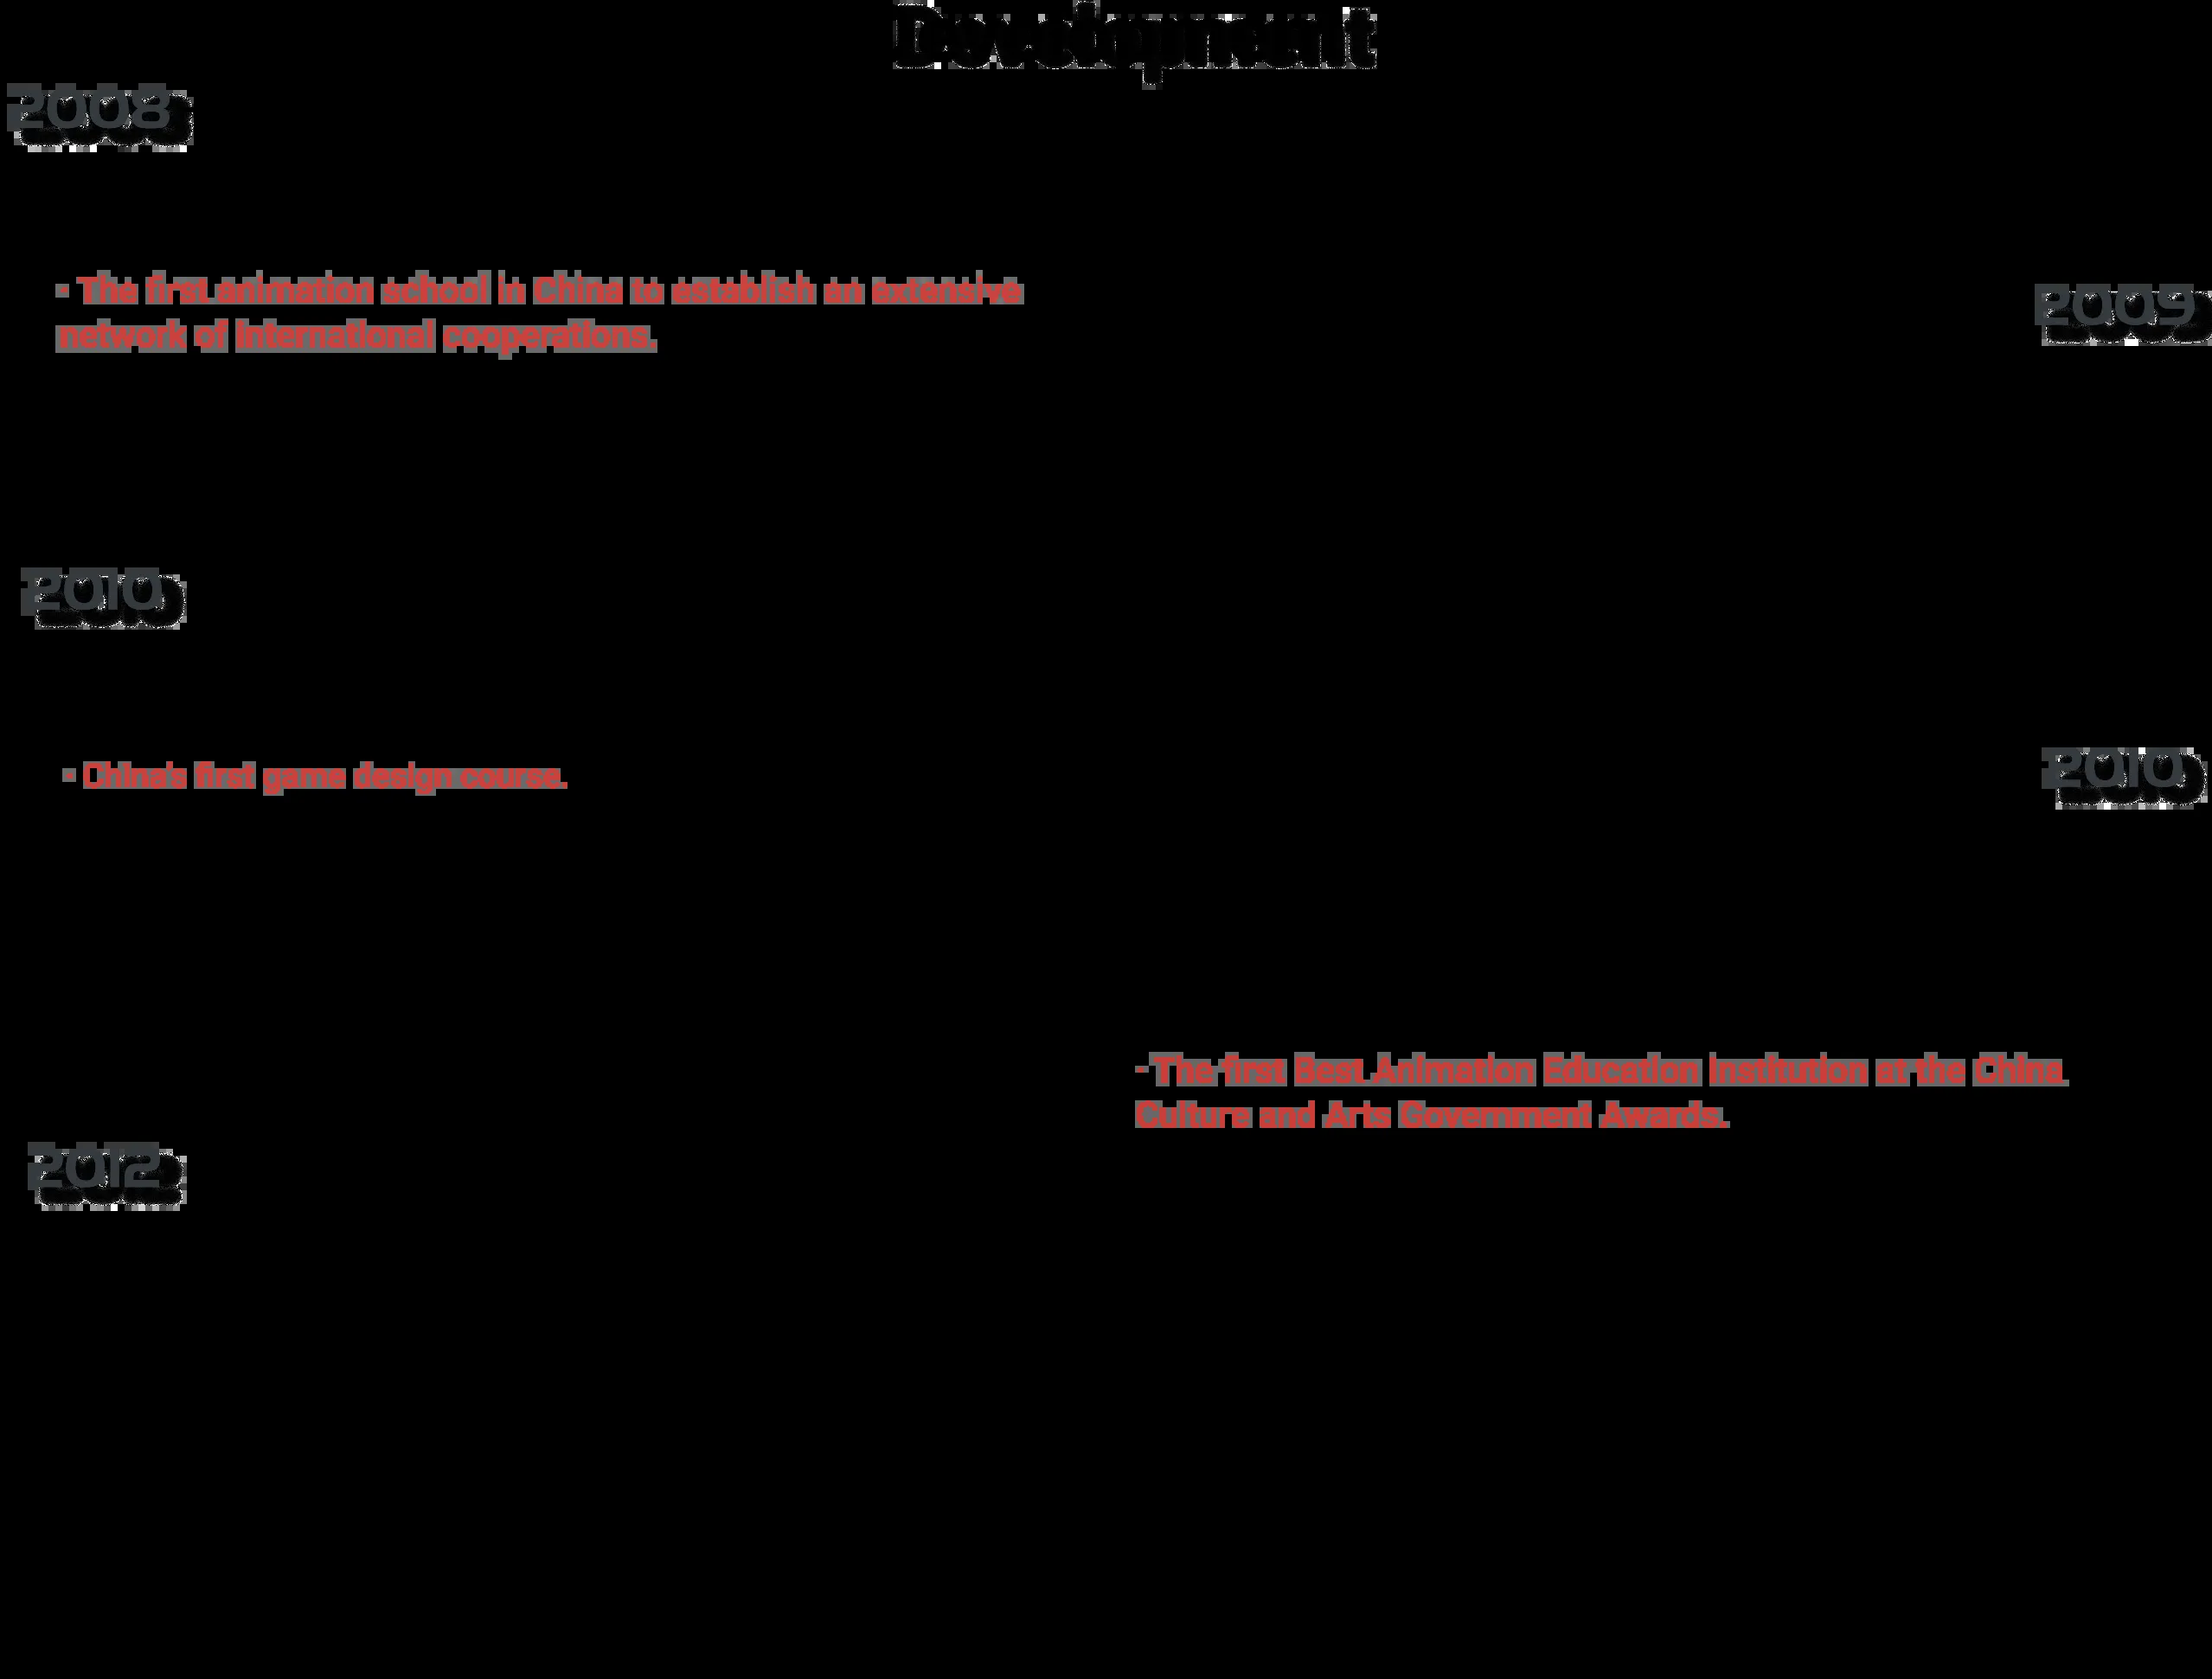 Development
2008
· The first animation school in China to establish an extensive
network of international cooperations.
2009
2010
· China's first game design course.
2010
· The first Best Animation Education Institution at the China
Culture and Arts Government Awards.
2012